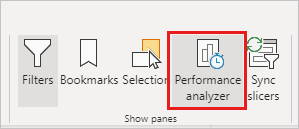 Filters Bookmarks Selection Performance Sync
analyzer slicers
Show panes